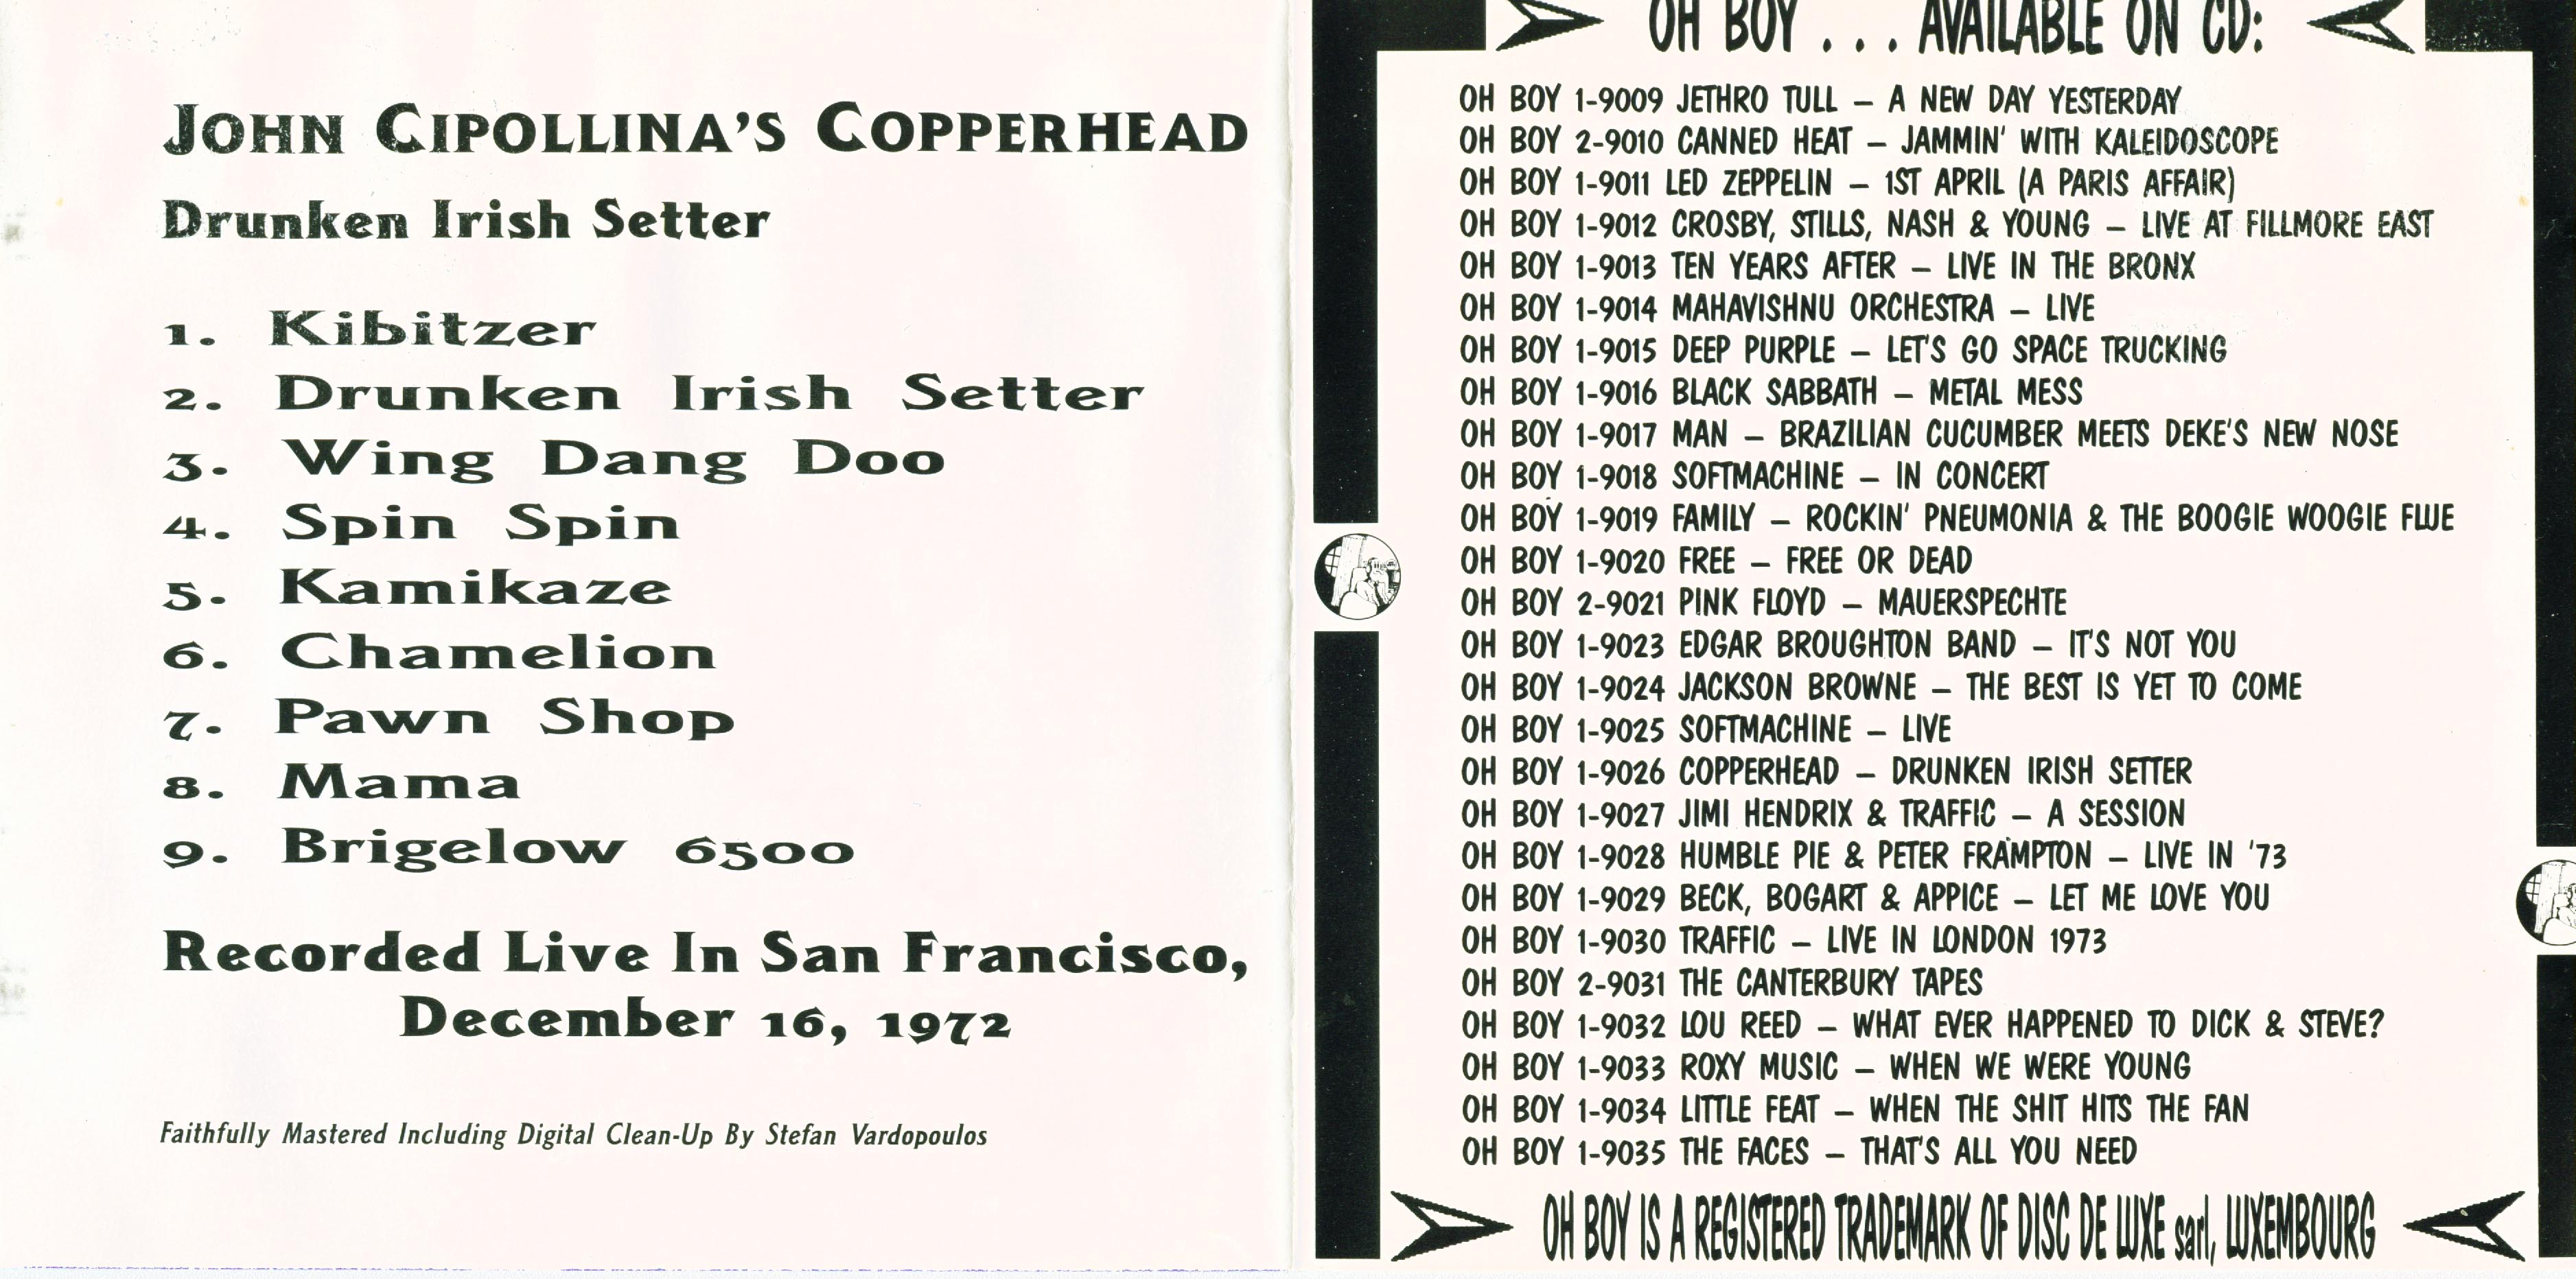 JOHN CIPOLLINA'S COPPERHEAD
Drunken Irish Setter
1. Kibitzer
2. Drunken Irish Setter
3. Wing Dang Doo
4. Spin Spin
5. Kamikaze
6. Chamelion
7. Pawn Shop
8. Mama
9. Brigelow 6500
Recorded Live In San Francisco,
December 16, 1972
Faithfully Mastered Including Digital Clean-Up By Stefan Vardopoulos
OH BOY . . . AVAILABLE ON CD:
OH BOY 1-9009 JETHRO TULL – A NEW DAY YESTERDAY
OH BOY 2-9010 CANNED HEAT – JAMMIN' WITH KALEIDOSCOPE
OH BOY 1-9011 LED ZEPPELIN – 1ST APRIL (A PARIS AFFAIR)
OH BOY 1-9012 CROSBY, STILLS, NASH & YOUNG – LIVE AT FILLMORE EAST
OH BOY 1-9013 TEN YEARS AFTER – LIVE IN THE BRONX
OH BOY 1-9014 MAHAVISHNU ORCHESTRA – LIVE
OH BOY 1-9015 DEEP PURPLE – LET'S GO SPACE TRUCKING
OH BOY 1-9016 BLACK SABBATH – METAL MESS
OH BOY 1-9017 MAN – BRAZILIAN CUCUMBER MEETS DEKE'S NEW NOSE
OH BOY 1-9018 SOFTMACHINE – IN CONCERT
OH BOY 1-9019 FAMILY – ROCKIN' PNEUMONIA & THE BOOGIE WOOGIE FLUE
OH BOY 1-9020 FREE – FREE OR DEAD
OH BOY 2-9021 PINK FLOYD – MAUERSPECHTE
OH BOY 1-9023 EDGAR BROUGHTON BAND – IT'S NOT YOU
OH BOY 1-9024 JACKSON BROWNE – THE BEST IS YET TO COME
OH BOY 1-9025 SOFTMACHINE – LIVE
OH BOY 1-9026 COPPERHEAD – DRUNKEN IRISH SETTER
OH BOY 1-9027 JIMI HENDRIX & TRAFFIC – A SESSION
OH BOY 1-9028 HUMBLE PIE & PETER FRAMPTON – LIVE IN '73
OH BOY 1-9029 BECK, BOGART & APPICE – LET ME LOVE YOU
OH BOY 1-9030 TRAFFIC – LIVE IN LONDON 1973
OH BOY 2-9031 THE CANTERBURY TAPES
OH BOY 1-9032 LOU REED – WHAT EVER HAPPENED TO DICK & STEVE?
OH BOY 1-9033 ROXY MUSIC – WHEN WE WERE YOUNG
OH BOY 1-9034 LITTLE FEAT – WHEN THE SHIT HITS THE FAN
OH BOY 1-9035 THE FACES – THAT'S ALL YOU NEED
OH BOY IS A REGISTERED TRADEMARK OF DISC DE LUXE sarl, LUXEMBOURG